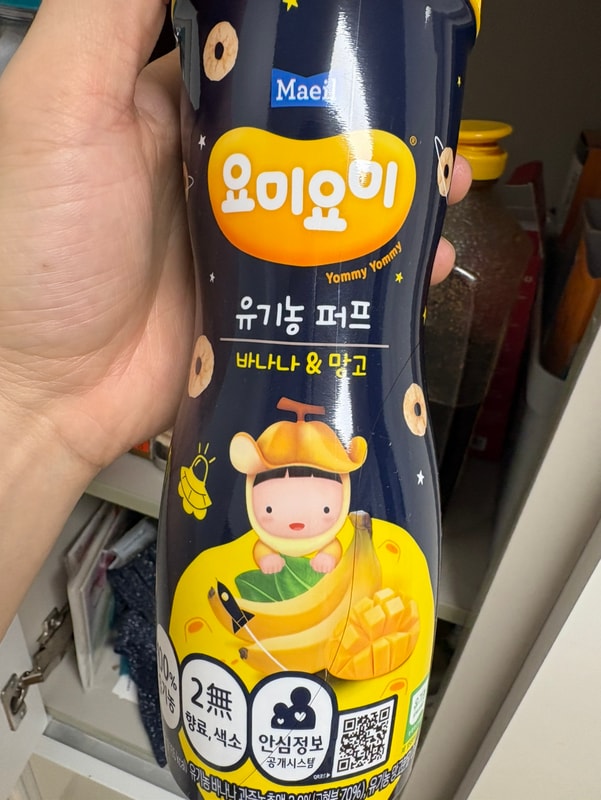 Maeil
요미요미
®
Yommy Yommy
유기농 퍼프
바나나 & 망고
2無
향료, 색소
안심정보
공개시스템